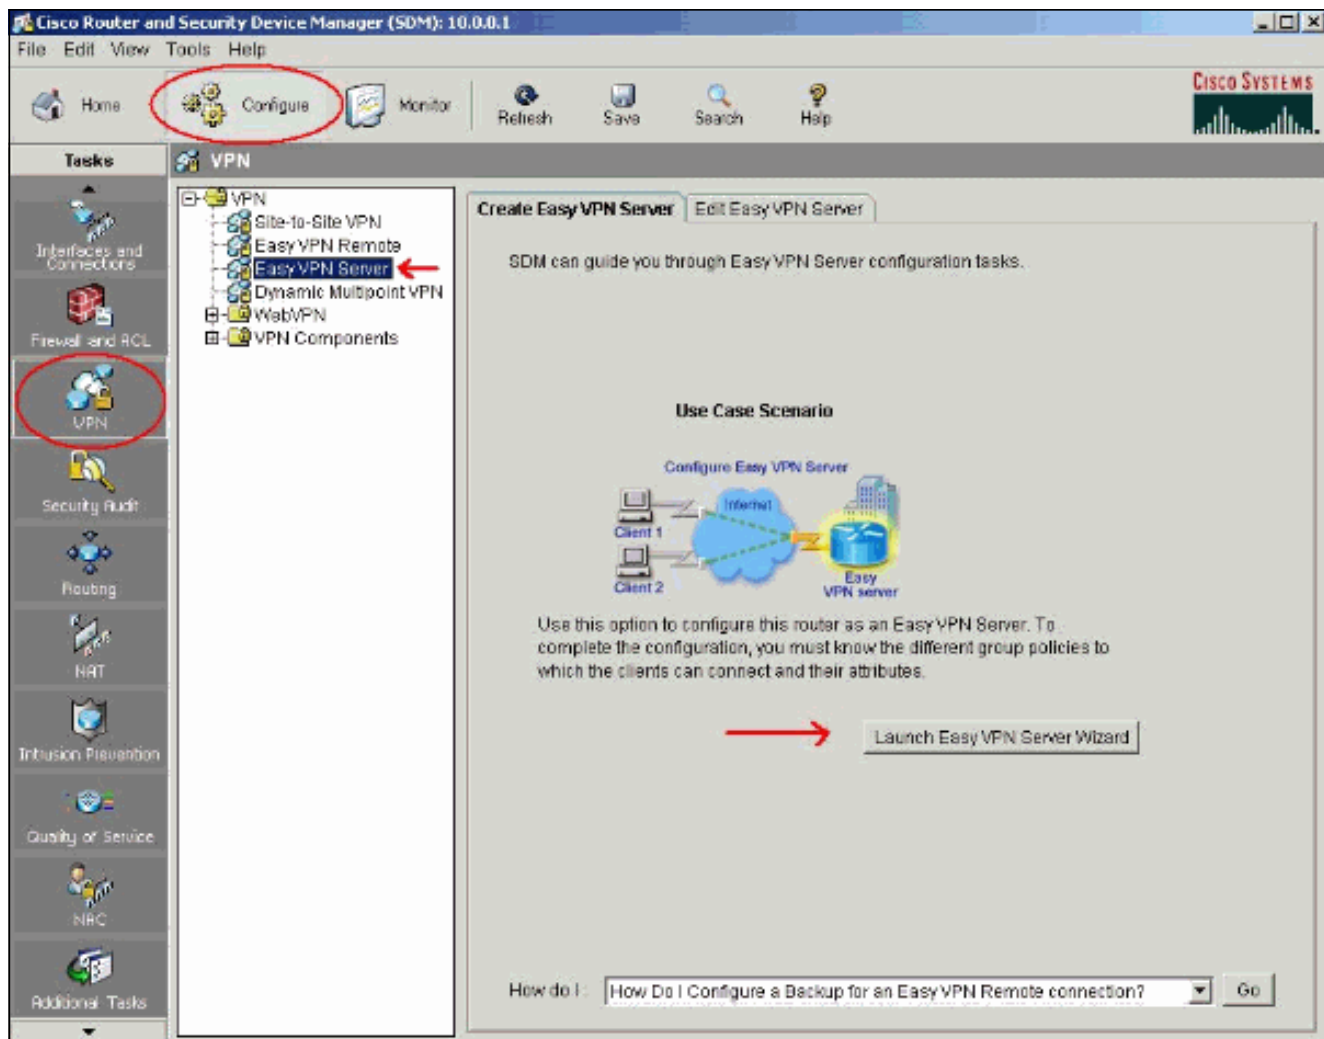 Cisco Router and Security Device Manager (SDM): 10.0.0.1
File Edit View Tools Help
Home Configure Monitor Refresh Save Search Help
CISCO SYSTEMS
Tasks
VPN
Interfaces and
Connections
Firewall and ACL
VPN
Security Audit
Routing
NAT
Intrusion Prevention
Quality of Service
NAC
Additional Tasks
VPN
Site-to-Site VPN
Easy VPN Remote
Easy VPN Server
Dynamic Multipoint VPN
WebVPN
VPN Components
Create Easy VPN Server Edit Easy VPN Server
SDM can guide you through Easy VPN Server configuration tasks.
Use Case Scenario
Configure Easy VPN Server
Internet
Client 1
Client 2
Easy
VPN server
Use this option to configure this router as an Easy VPN Server. To
complete the configuration, you must know the different group policies to
which the clients can connect and their attributes.
Launch Easy VPN Server Wizard
How do I: How Do I Configure a Backup for an Easy VPN Remote connection? Go